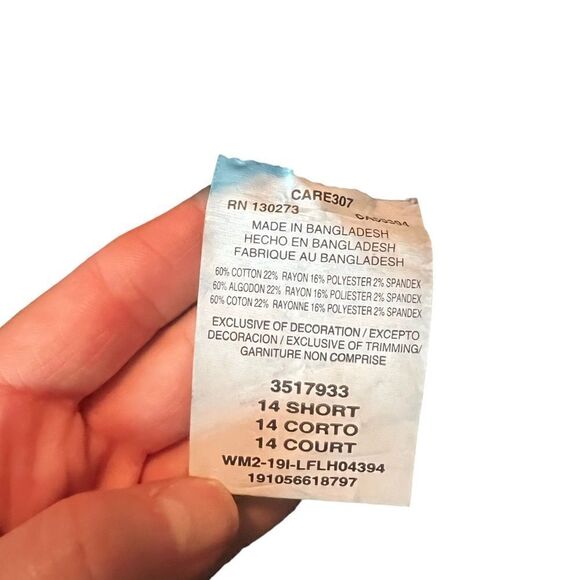 CARE307
RN 130273
MADE IN BANGLADESH
HECHO EN BANGLADESH
FABRIQUE AU BANGLADESH
60% COTTON 22% RAYON 16% POLYESTER 2% SPANDEX
60% ALGODON 22% RAYON 16% POLIESTER 2% SPANDEX
60% COTON 22% RAYONNE 16% POLYESTER 2% SPANDEX
EXCLUSIVE OF DECORATION / EXCEPTO
DECORACION / EXCLUSIVE OF TRIMMING/
GARNITURE NON COMPRISE
3517933
14 SHORT
14 CORTO
14 COURT
WM2-19I-LFLH04394
191056618797